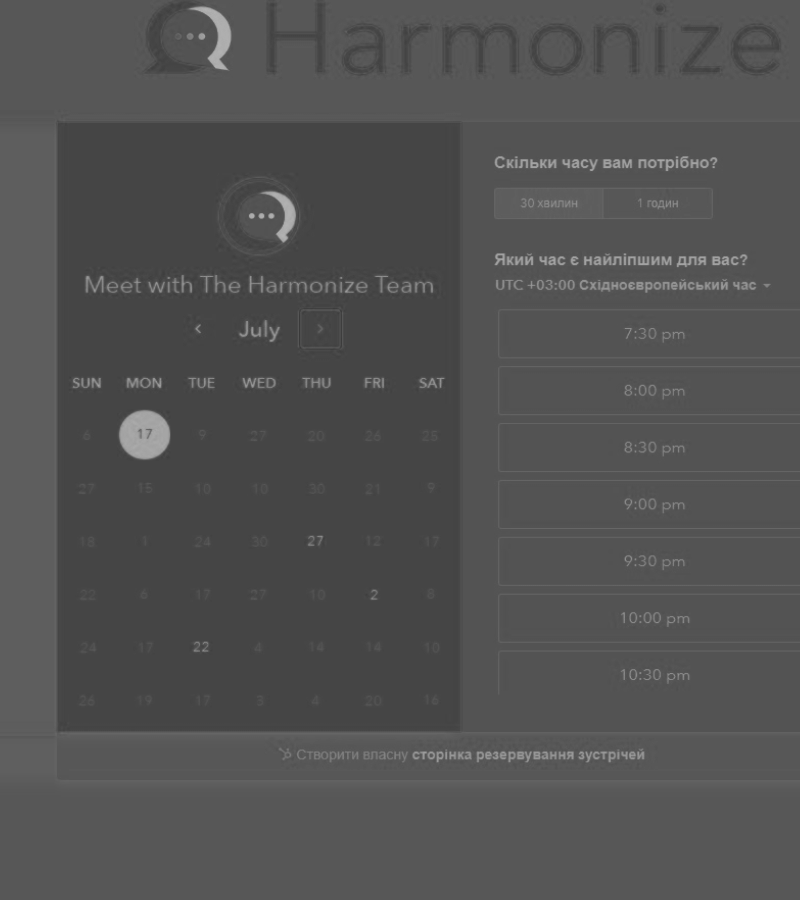 Harmonize
Meet with The Harmonize Team
July
SUN MON TUE WED THU FRI SAT
6 17 9 27 20 26 25
27 15 10 10 30 21 9
18 1 24 30 27 12 17
22 6 17 27 10 2 8
24 17 22 4 14 14 10
26 19 17 5 4 20 16
Скільки часу вам потрібно?
30 хвилин 1 годин
Який час є найліпшим для вас?
UTC +03:00 Східноєвропейський час
7:30 pm
8:00 pm
8:30 pm
9:00 pm
9:30 pm
10:00 pm
10:30 pm
Створити власну сторінка резервування зустрічей